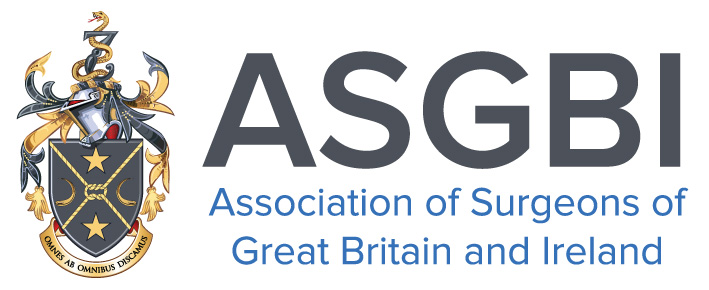 ASGBI
Association of Surgeons of
Great Britain and Ireland
OMNES AB OMNIBUS DISCAMUS